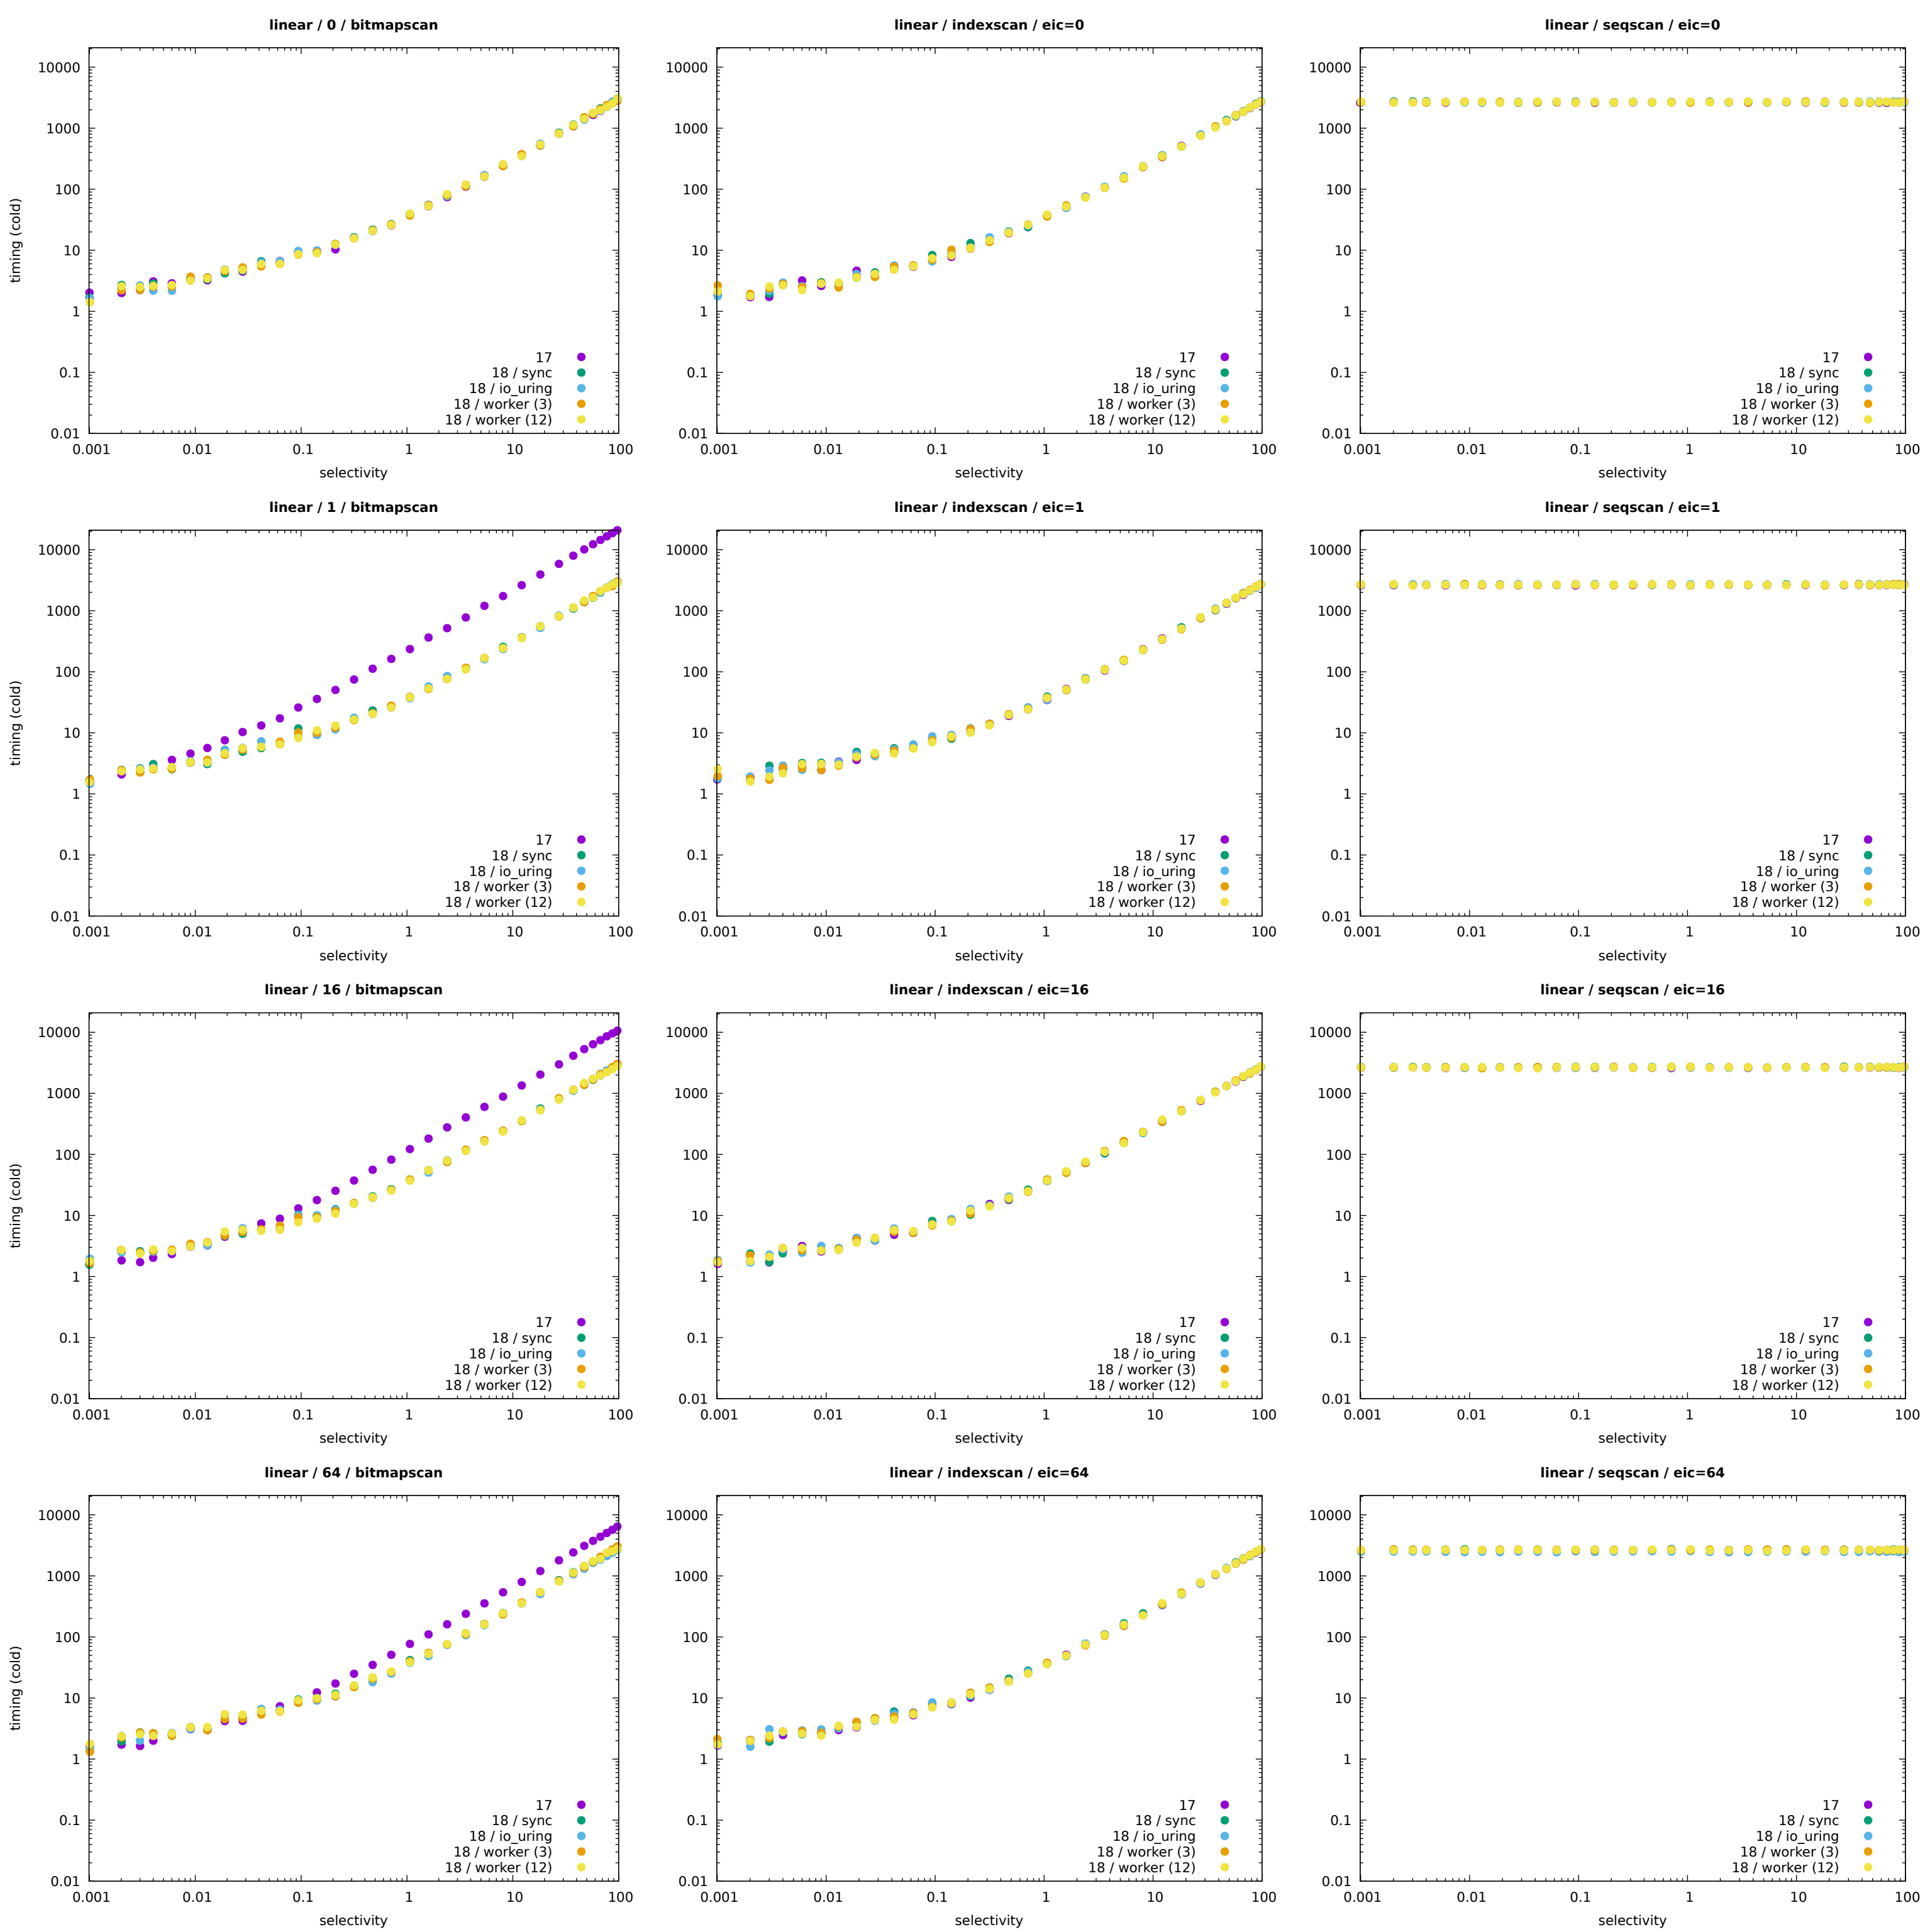 linear / 0 / bitmapscan
timing (cold)
10000
1000
100
10
1
0.1
0.01
17
18 / sync
18 / io_uring
18 / worker (3)
18 / worker (12)
0.001 0.01 0.1 1 10 100
selectivity
linear / indexscan / eic=0
10000
1000
100
10
1
0.1
0.01
17
18 / sync
18 / io_uring
18 / worker (3)
18 / worker (12)
0.001 0.01 0.1 1 10 100
selectivity
linear / seqscan / eic=0
10000
1000
100
10
1
0.1
0.01
17
18 / sync
18 / io_uring
18 / worker (3)
18 / worker (12)
0.001 0.01 0.1 1 10 100
selectivity
linear / 1 / bitmapscan
timing (cold)
10000
1000
100
10
1
0.1
0.01
17
18 / sync
18 / io_uring
18 / worker (3)
18 / worker (12)
0.001 0.01 0.1 1 10 100
selectivity
linear / indexscan / eic=1
10000
1000
100
10
1
0.1
0.01
17
18 / sync
18 / io_uring
18 / worker (3)
18 / worker (12)
0.001 0.01 0.1 1 10 100
selectivity
linear / seqscan / eic=1
10000
1000
100
10
1
0.1
0.01
17
18 / sync
18 / io_uring
18 / worker (3)
18 / worker (12)
0.001 0.01 0.1 1 10 100
selectivity
linear / 16 / bitmapscan
timing (cold)
10000
1000
100
10
1
0.1
0.01
17
18 / sync
18 / io_uring
18 / worker (3)
18 / worker (12)
0.001 0.01 0.1 1 10 100
selectivity
linear / indexscan / eic=16
10000
1000
100
10
1
0.1
0.01
17
18 / sync
18 / io_uring
18 / worker (3)
18 / worker (12)
0.001 0.01 0.1 1 10 100
selectivity
linear / seqscan / eic=16
10000
1000
100
10
1
0.1
0.01
17
18 / sync
18 / io_uring
18 / worker (3)
18 / worker (12)
0.001 0.01 0.1 1 10 100
selectivity
linear / 64 / bitmapscan
timing (cold)
10000
1000
100
10
1
0.1
0.01
17
18 / sync
18 / io_uring
18 / worker (3)
18 / worker (12)
0.001 0.01 0.1 1 10 100
selectivity
linear / indexscan / eic=64
10000
1000
100
10
1
0.1
0.01
17
18 / sync
18 / io_uring
18 / worker (3)
18 / worker (12)
0.001 0.01 0.1 1 10 100
selectivity
linear / seqscan / eic=64
10000
1000
100
10
1
0.1
0.01
17
18 / sync
18 / io_uring
18 / worker (3)
18 / worker (12)
0.001 0.01 0.1 1 10 100
selectivity